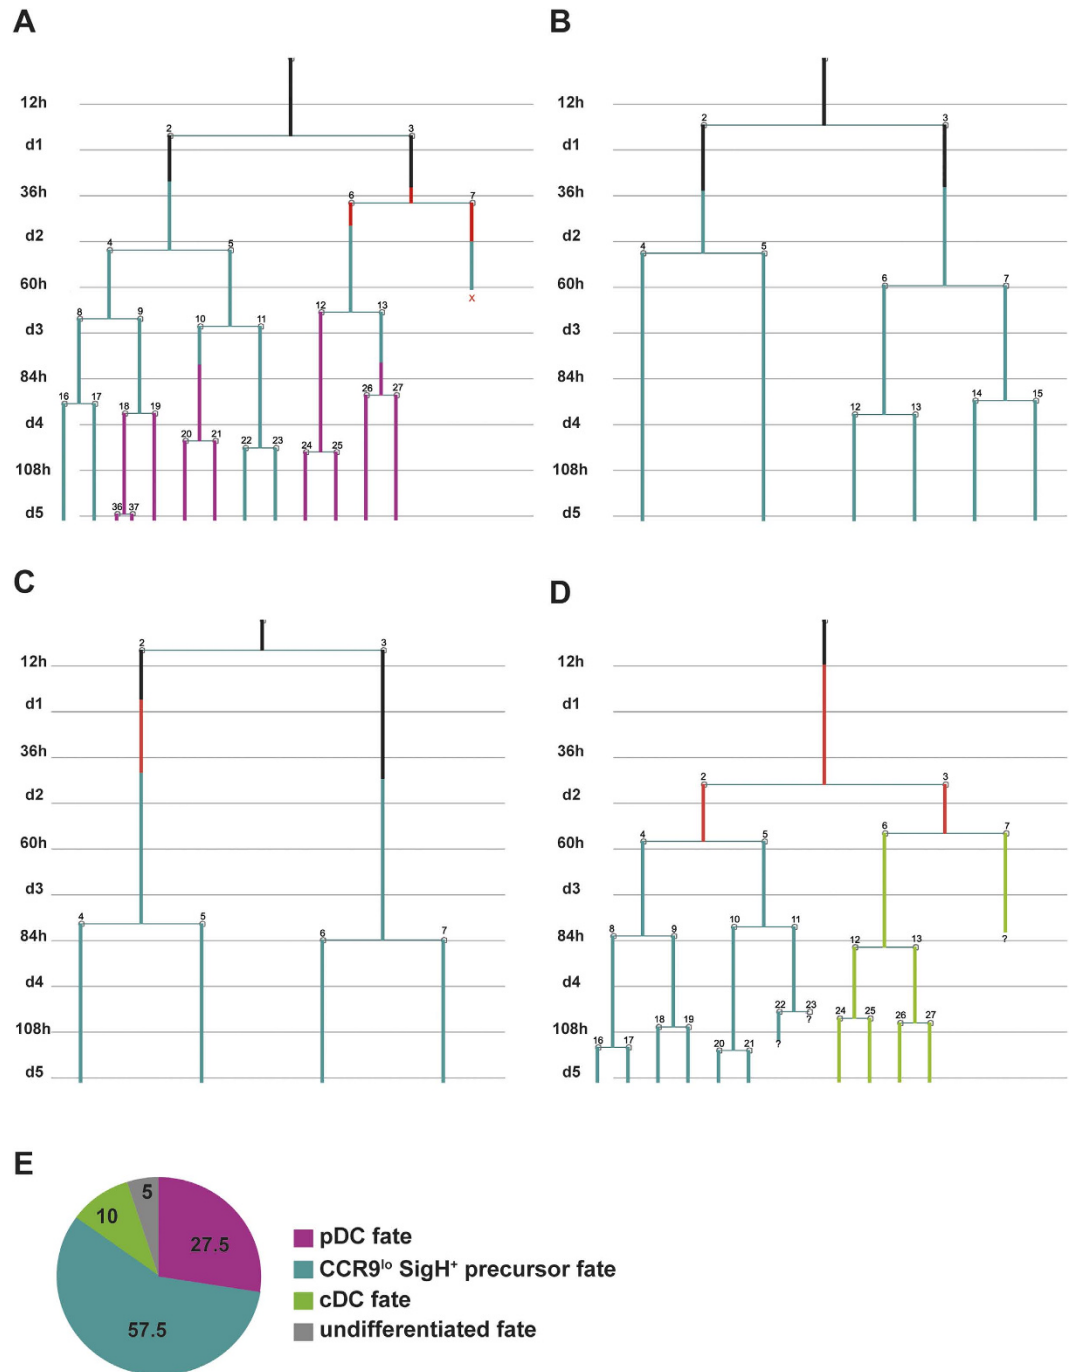 A
B
12h
d1
36h
d2
60h
d3
84h
d4
108h
d5
2
3
6
7
4
5
x
12
13
8
9
10
11
26
27
16
17
18
19
20
21
22
23
24
25
36
37
12h
d1
36h
d2
60h
d3
84h
d4
108h
d5
2
3
4
5
6
7
14
15
12
13
C
D
12h
d1
36h
d2
60h
d3
84h
d4
108h
d5
2
3
4
5
6
7
12h
d1
36h
d2
60h
d3
84h
d4
108h
d5
2
3
6
7
4
5
10
11
8
9
?
12
13
22
23
?
24
25
26
27
18
19
16
17
20
21
?
E
5
10
27.5
57.5
pDC fate
CCR9lo SigH+ precursor fate
cDC fate
undifferentiated fate